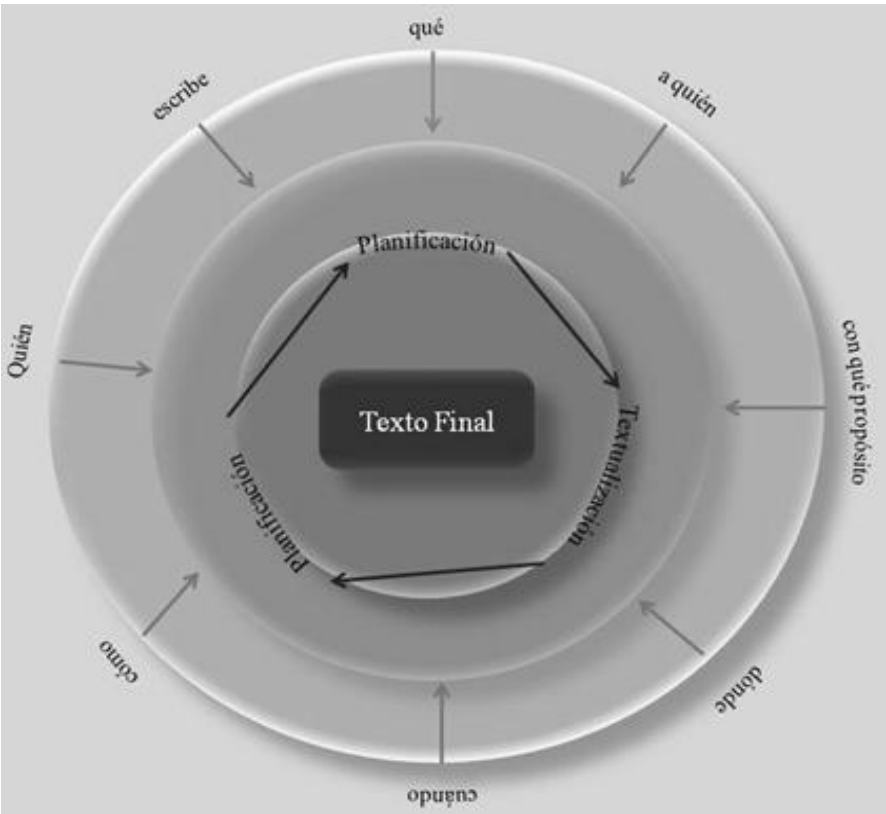 Quién
escribe
qué
a quién
con qué propósito
dónde
cuándo
cómo
Planificación
Textualización
Planificación
Texto Final